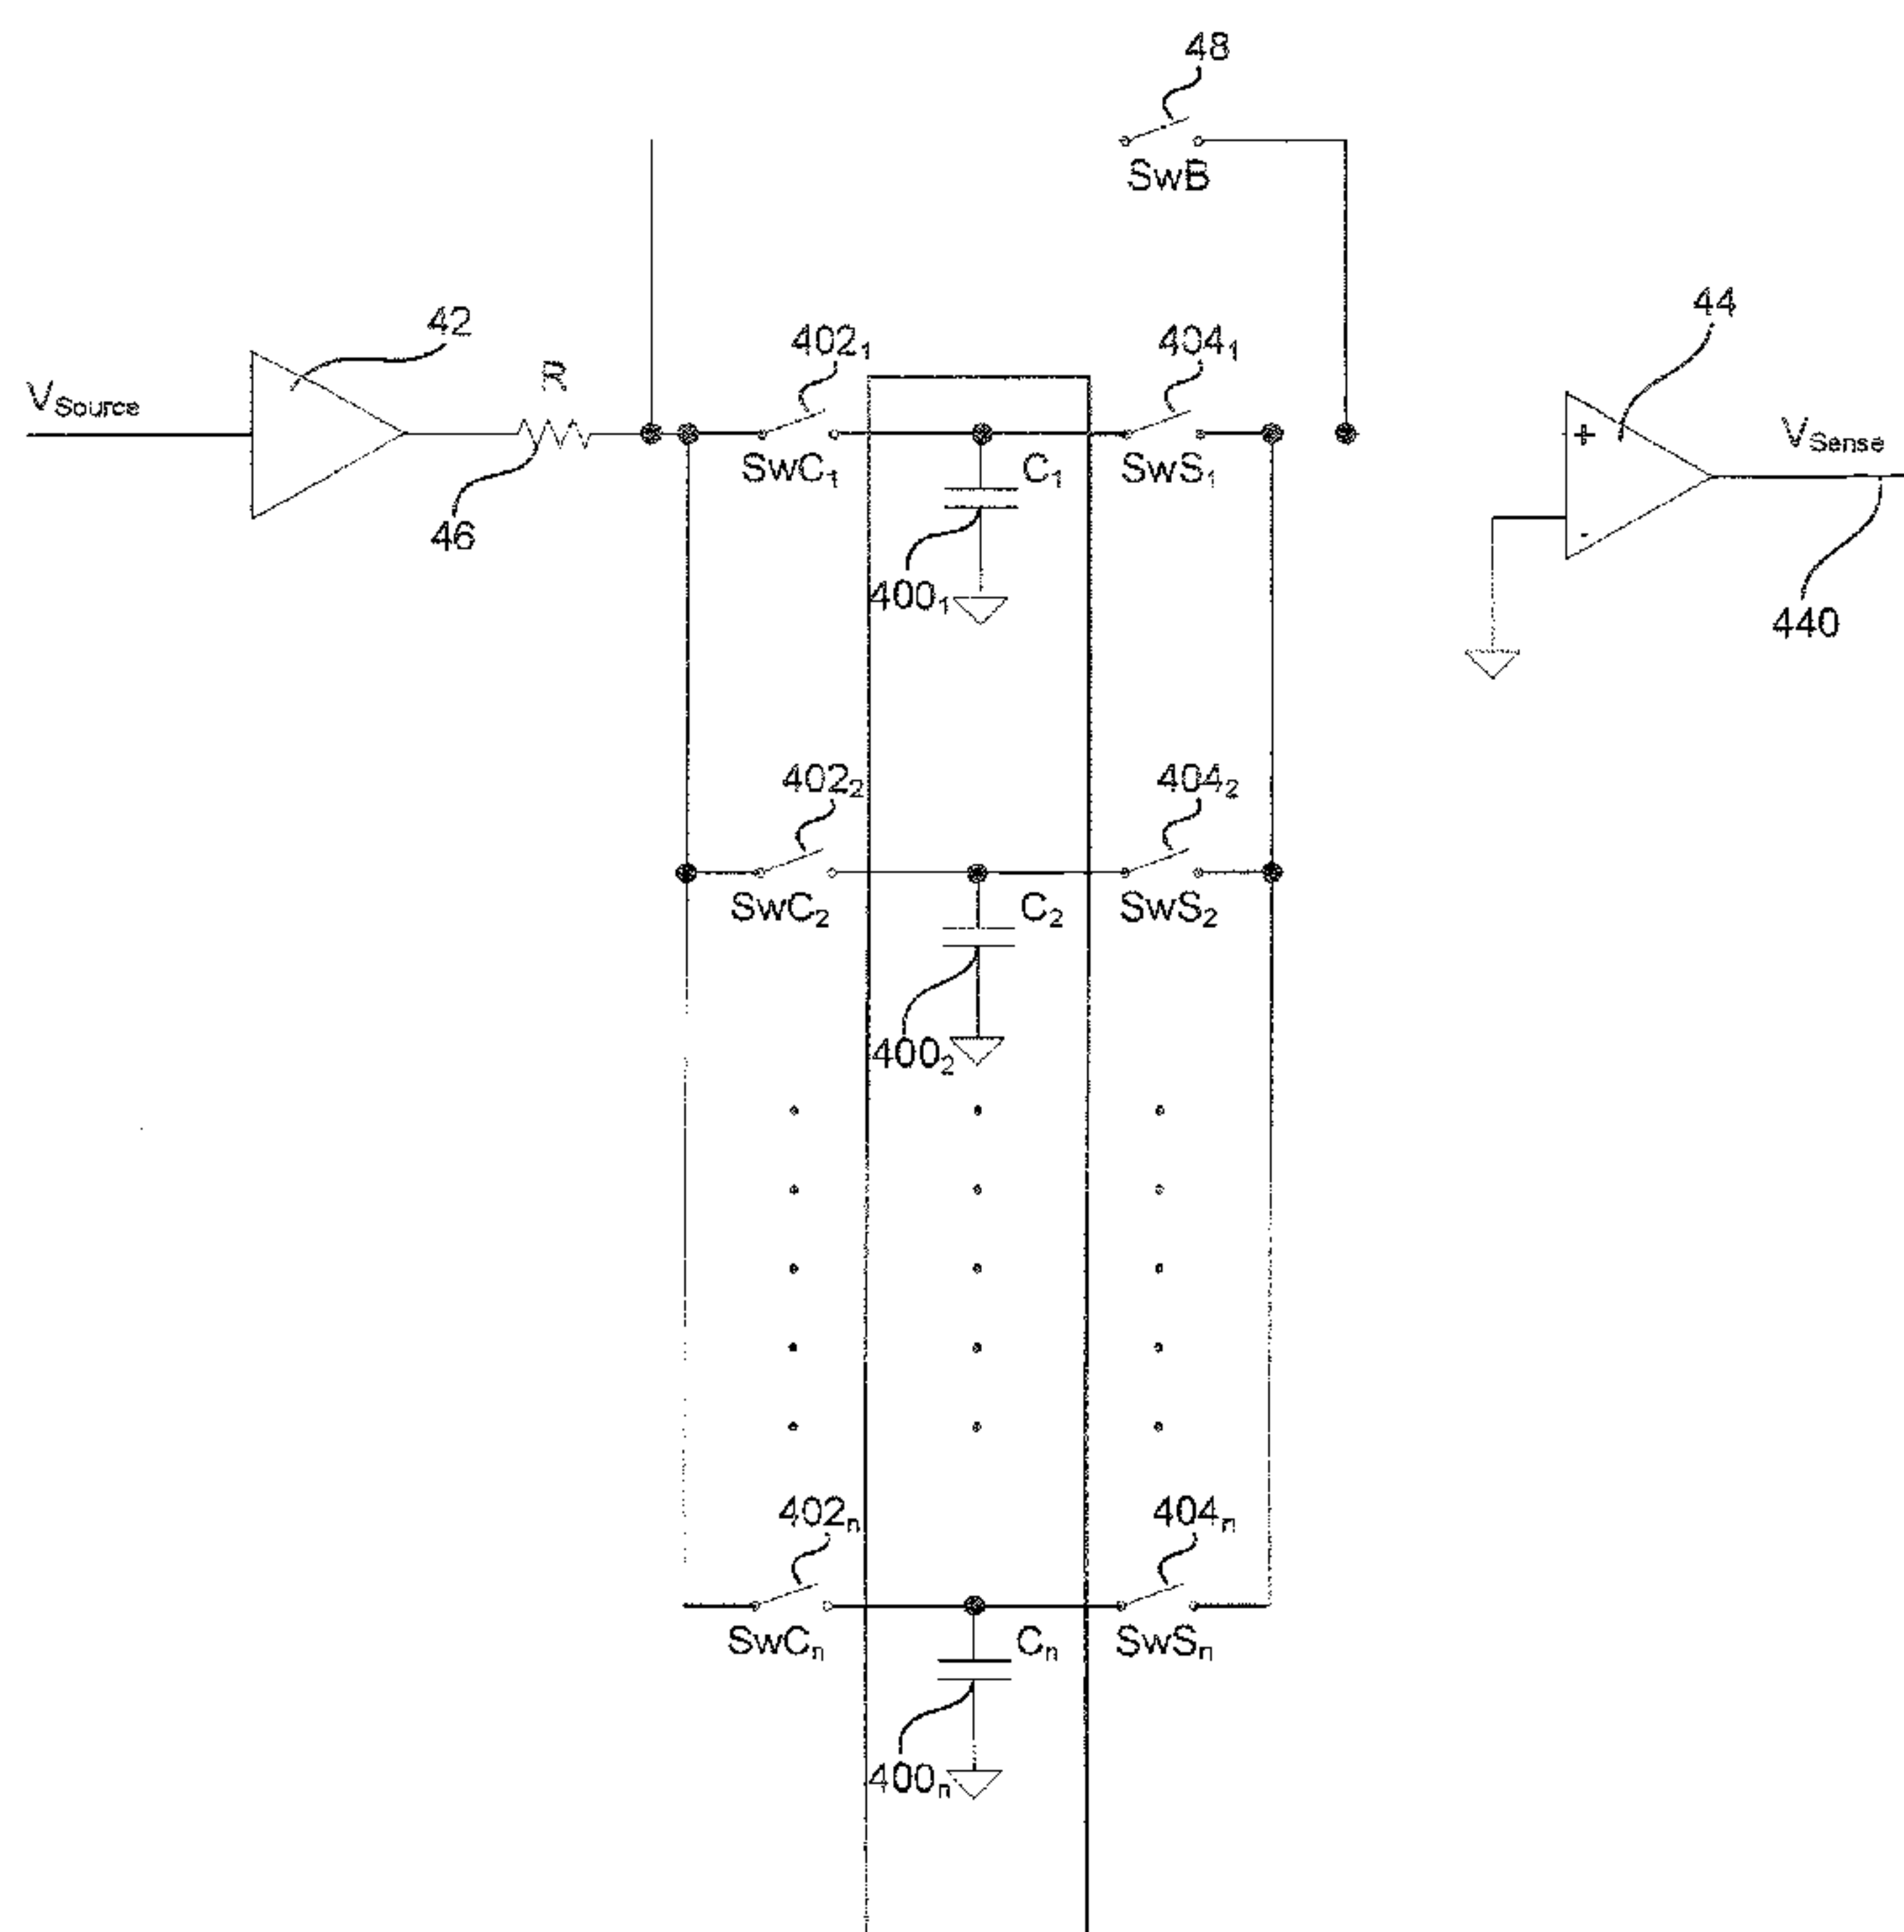 48
SwB
42
44
V_Source
R
402₁
404₁
+
V_Sense
SwC₁
C₁
SwS₁
46
-
400₁
440
402₂
404₂
SwC₂
C₂
SwS₂
400₂
402ₙ
404ₙ
SwCₙ
Cₙ
SwSₙ
400ₙ